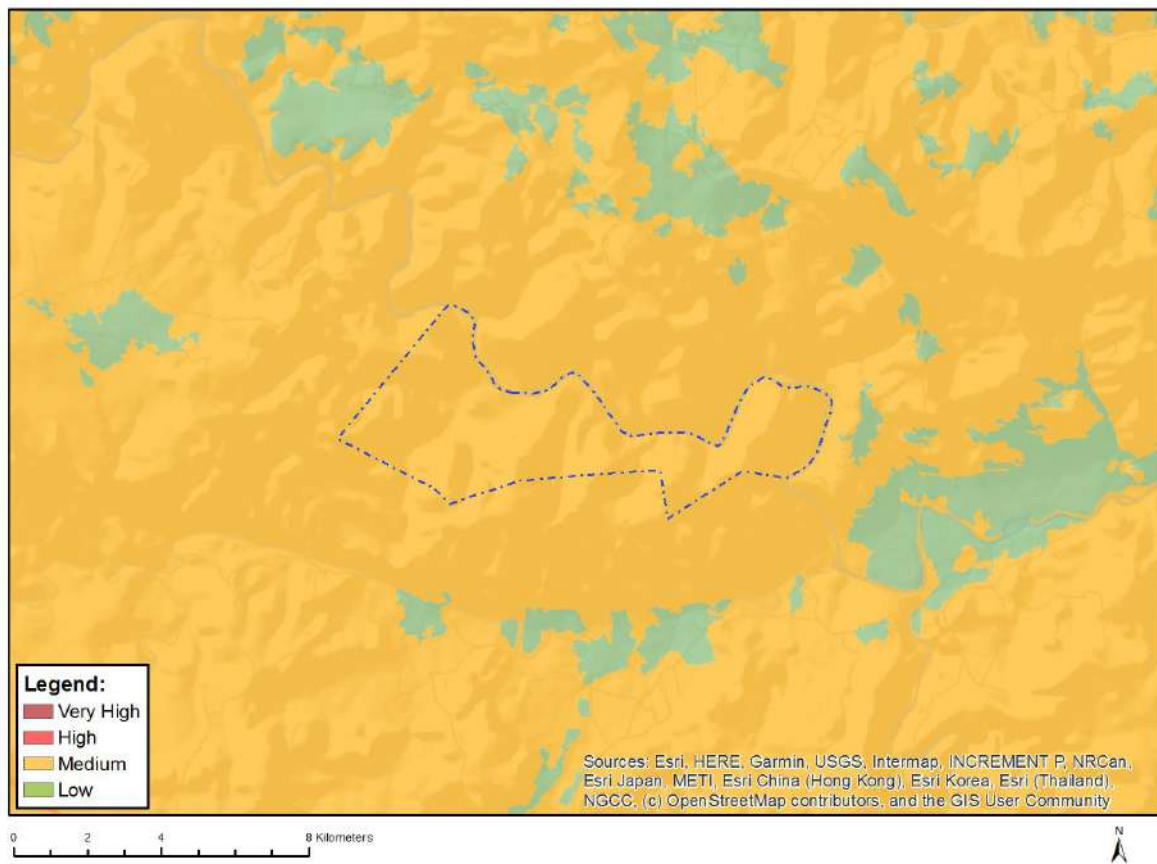 Legend:
Very High
High
Medium
Low
Sources: Esri, HERE, Garmin, USGS, Intermap, INCREMENT P, NRCan,
Esri Japan, METI, Esri China (Hong Kong), Esri Korea, Esri (Thailand),
NGCC, (c) OpenStreetMap contributors, and the GIS User Community
0 2 4 8 Kilometers
N